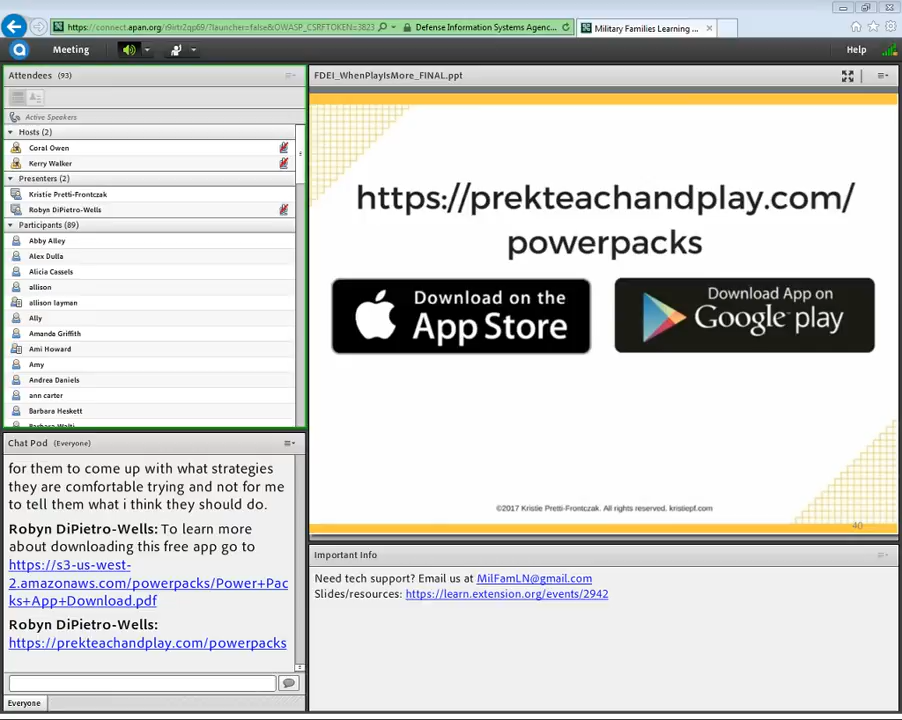 https://connect.apan.org/r9irtr2qp69/?launcher=false&OWASP_CSRFTOKEN=3823
Defense Information Systems Agenc...
Military Families Learning ...
Meeting
Help
Attendees (93)
Active Speakers
Hosts (2)
Coral Owen
Kerry Walker
Presenters (2)
Kristie Pretti-Frontczak
Robyn DiPietro-Wells
Participants (89)
Abby Alley
Alex Dulla
Alicia Cassels
allison
allison layman
Ally
Amanda Griffith
Ami Howard
Amy
Andrea Daniels
ann carter
Barbara Heskett
Barbara Walti
Chat Pod (Everyone)
for them to come up with what strategies
they are comfortable trying and not for me
to tell them what i think they should do.
Robyn DiPietro-Wells: To learn more
about downloading this free app go to
https://s3-us-west-
2.amazonaws.com/powerpacks/Power+Pac
ks+App+Download.pdf
Robyn DiPietro-Wells:
https://prekteachandplay.com/powerpacks
Everyone
FDEI_WhenPlayIsMore_FINAL.ppt
https://prekteachandplay.com/
powerpacks
Download on the
App Store
Download App on
Google play
©2017 Kristie Pretti-Frontczak. All rights reserved. kristiepf.com
40
Important Info
Need tech support? Email us at MilFamLN@gmail.com
Slides/resources: https://learn.extension.org/events/2942